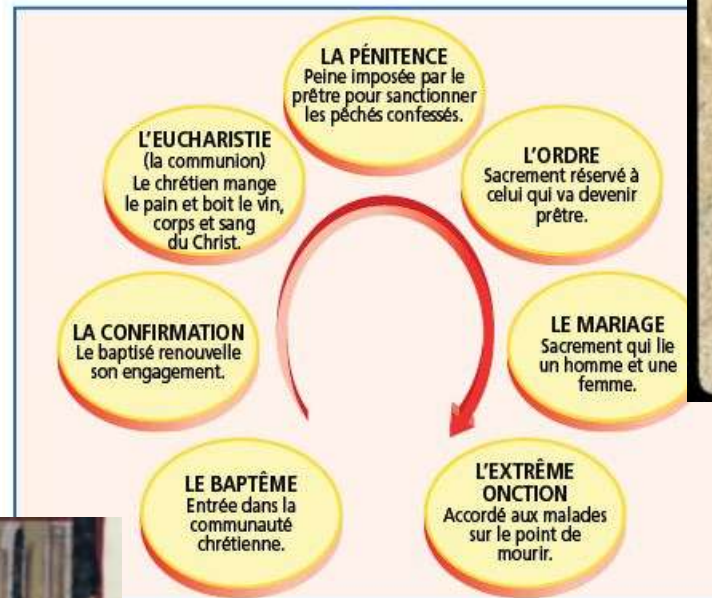 LE BAPTÊME
Entrée dans la
communauté
chrétienne.
LA CONFIRMATION
Le baptisé renouvelle
son engagement.
L'EUCHARISTIE
(la communion)
Le chrétien mange
le pain et boit le vin,
corps et sang
du Christ.
LA PÉNITENCE
Peine imposée par le
prêtre pour sanctionner
les péchés confessés.
L'ORDRE
Sacrement réservé à
celui qui va devenir
prêtre.
LE MARIAGE
Sacrement qui lie
un homme et une
femme.
L'EXTRÊME
ONCTION
Accordé aux malades
sur le point de
mourir.